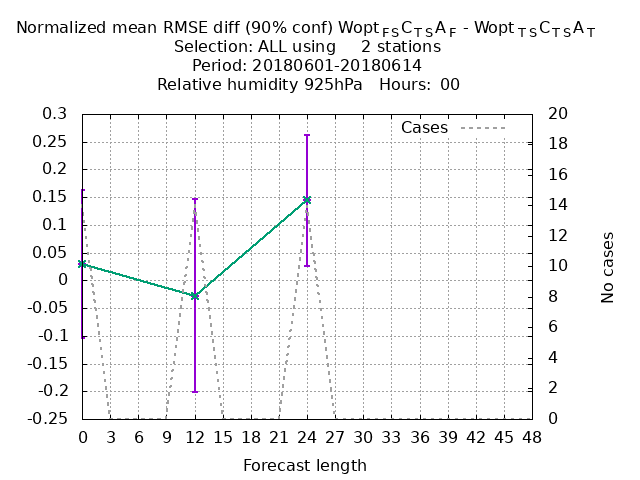 Normalized mean RMSE diff (90% conf) Wopt FS C TS A F - Wopt TS C TS A T
Selection: ALL using 2 stations
Period: 20180601-20180614
Relative humidity 925hPa Hours: 00
Cases
0.3
0.25
0.2
0.15
0.1
0.05
0
-0.05
-0.1
-0.15
-0.2
-0.25
20
18
16
14
12
10
8
6
4
2
0
No cases
0 3 6 9 12 15 18 21 24 27 30 33 36 39 42 45 48
Forecast length